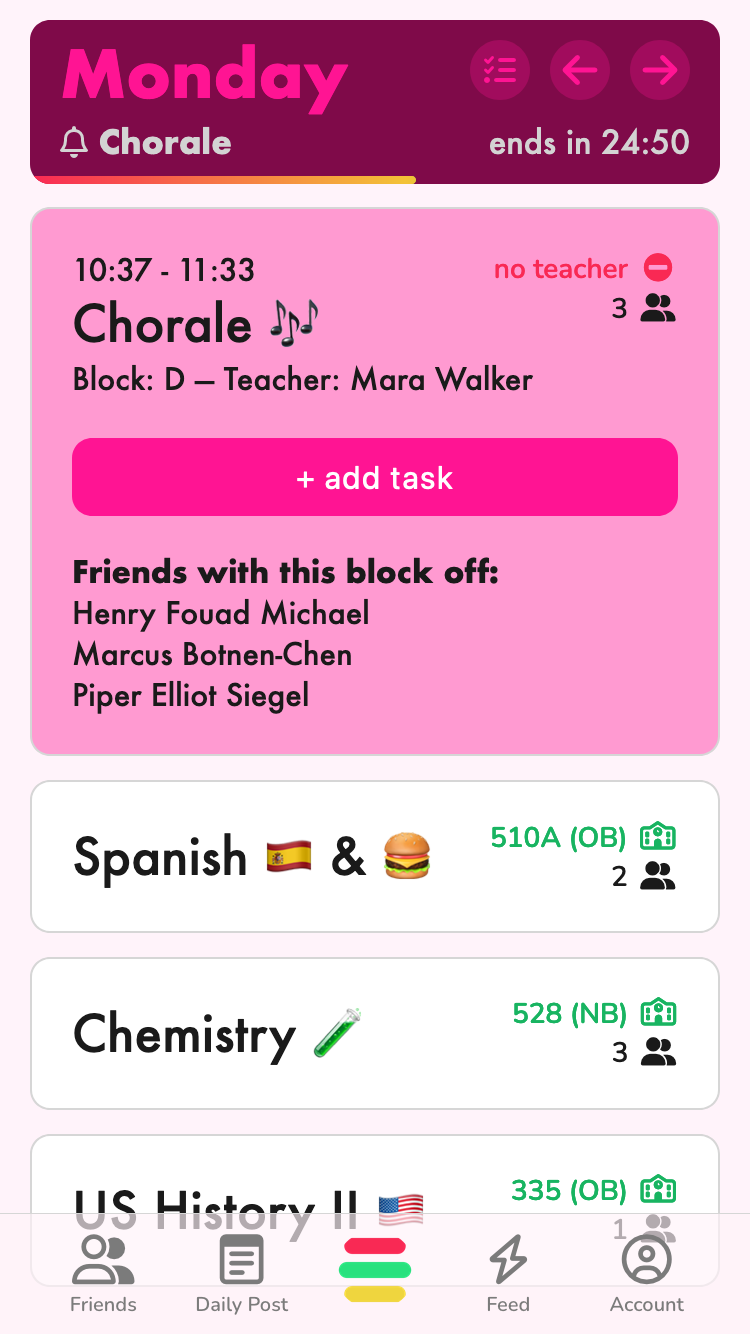 Monday
Chorale
ends in 24:50
10:37 - 11:33
no teacher
Chorale
3
Block: D – Teacher: Mara Walker
+ add task
Friends with this block off:
Henry Fouad Michael
Marcus Botnen-Chen
Piper Elliot Siegel
Spanish &
510A (OB)
2
Chemistry
528 (NB)
3
US History II
335 (OB)
1
Friends
Daily Post
Feed
Account